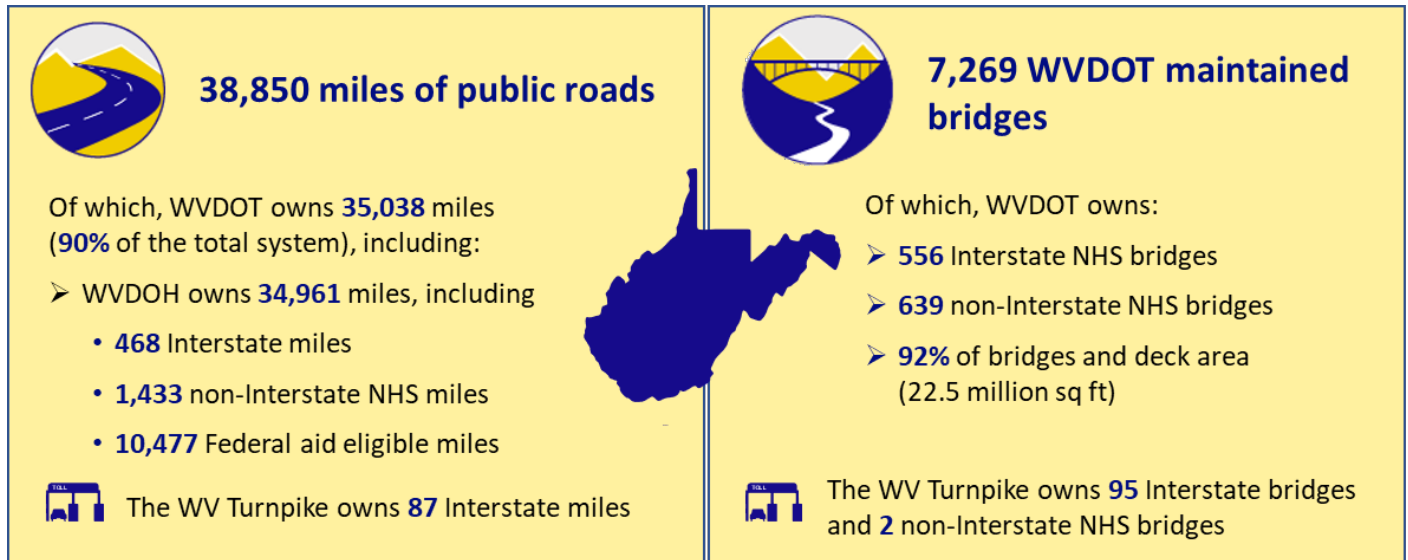 38,850 miles of public roads
Of which, WVDOT owns 35,038 miles
(90% of the total system), including:
➢ WVDOH owns 34,961 miles, including
• 468 Interstate miles
• 1,433 non-Interstate NHS miles
• 10,477 Federal aid eligible miles
TOLL
The WV Turnpike owns 87 Interstate miles
7,269 WVDOT maintained
bridges
Of which, WVDOT owns:
➢ 556 Interstate NHS bridges
➢ 639 non-Interstate NHS bridges
➢ 92% of bridges and deck area
(22.5 million sq ft)
TOLL
The WV Turnpike owns 95 Interstate bridges
and 2 non-Interstate NHS bridges